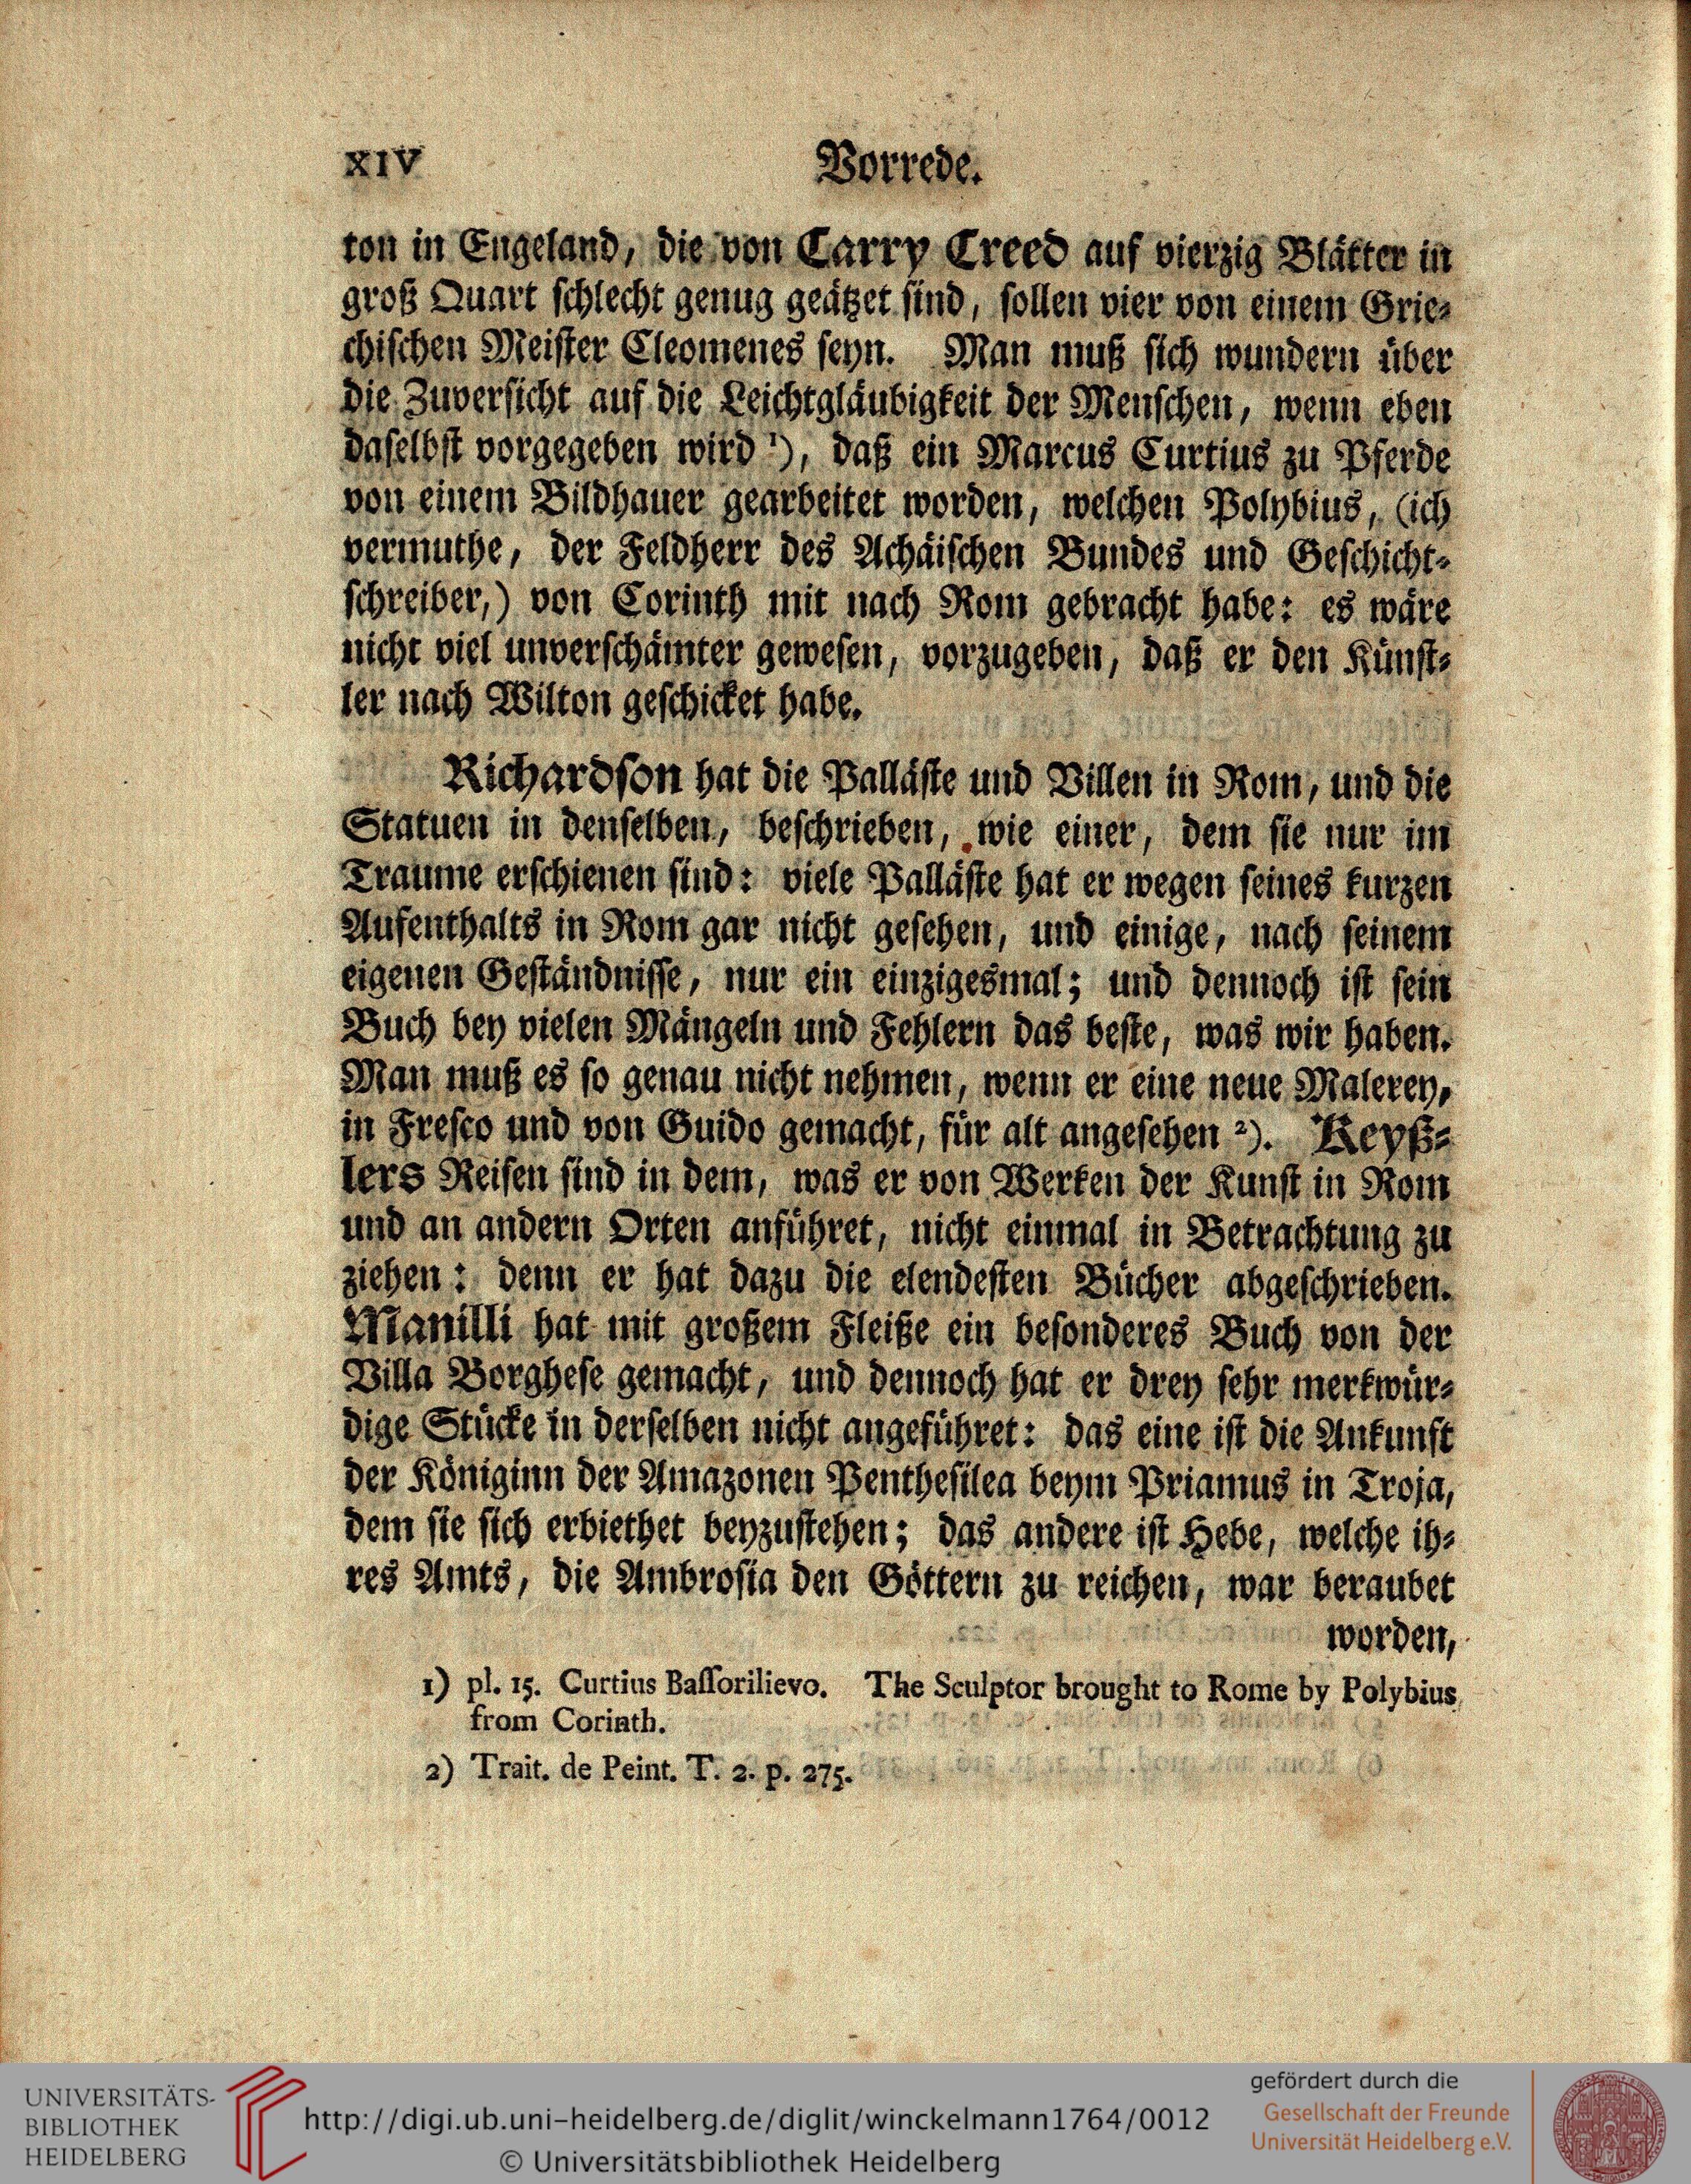 XIV Vorrede.
ton in Engeland, die von Carry Creed auf vierzig Blätter in
groß Quart schlecht genug geätzet sind, sollen vier von einem Grie-
chischen Meister Cleomenes seyn. Man muß sich wundern über
die Zuversicht auf die Leichtgläubigkeit der Menschen, wenn eben
daselbst vorgegeben wird ¹), daß ein Marcus Curtius zu Pferde
von einem Bildhauer gearbeitet worden, welchen Polybius, (ich
vermuthe, der Feldherr des Achäischen Bundes und Geschicht-
schreiber,) von Corinth mit nach Rom gebracht habe: es wäre
nicht viel unverschämter gewesen, vorzugeben, daß er den Künst-
ler nach Wilton geschicket habe.
Richardson hat die Palläste und Villen in Rom, und die
Statuen in denselben, beschrieben, wie einer, dem sie nur im
Traume erschienen sind: viele Palläste hat er wegen seines kurzen
Aufenthalts in Rom gar nicht gesehen, und einige, nach seinem
eigenen Geständnisse, nur ein einzigesmal; und dennoch ist sein
Buch bey vielen Mängeln und Fehlern das beste, was wir haben.
Man muß es so genau nicht nehmen, wenn er eine neue Malerey,
in Fresco und von Guido gemacht, für alt angesehen ²). Keyß-
lers Reisen sind in dem, was er von Werken der Kunst in Rom
und an andern Orten anführet, nicht einmal in Betrachtung zu
ziehen: denn er hat dazu die elendesten Bücher abgeschrieben.
Manilli hat mit großem Fleiße ein besonderes Buch von der
Villa Borghese gemacht, und dennoch hat er drey sehr merkwür-
dige Stücke in derselben nicht angeführet: das eine ist die Ankunft
der Königinn der Amazonen Penthesilea beym Priamus in Troja,
dem sie sich erbiethet beyzustehen; das andere ist Hebe, welche ih-
res Amts, die Ambrosia den Göttern zu reichen, war beraubet
worden,
1) pl. 15. Curtius Bassorilievo. The Sculptor brought to Rome by Polybius
from Corinth.
2) Trait. de Peint. T. 2. p. 275.
UNIVERSITÄTS-
BIBLIOTHEK
HEIDELBERG
http://digi.ub.uni-heidelberg.de/diglit/winckelmann1764/0012
© Universitätsbibliothek Heidelberg
gefördert durch die
Gesellschaft der Freunde
Universität Heidelberg e.V.